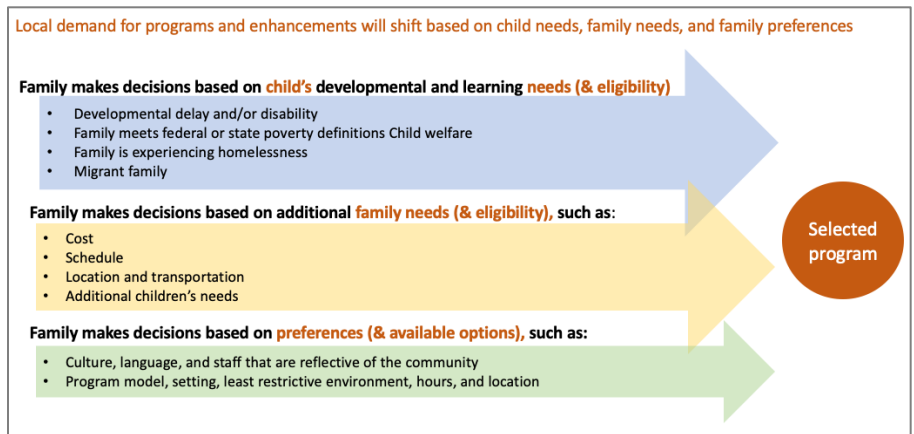 Local demand for programs and enhancements will shift based on child needs, family needs, and family preferences
Family makes decisions based on child's developmental and learning needs (& eligibility)
• Developmental delay and/or disability
• Family meets federal or state poverty definitions Child welfare
• Family is experiencing homelessness
• Migrant family
Family makes decisions based on additional family needs (& eligibility), such as:
• Cost
• Schedule
• Location and transportation
• Additional children's needs
Selected
program
Family makes decisions based on preferences (& available options), such as:
• Culture, language, and staff that are reflective of the community
• Program model, setting, least restrictive environment, hours, and location